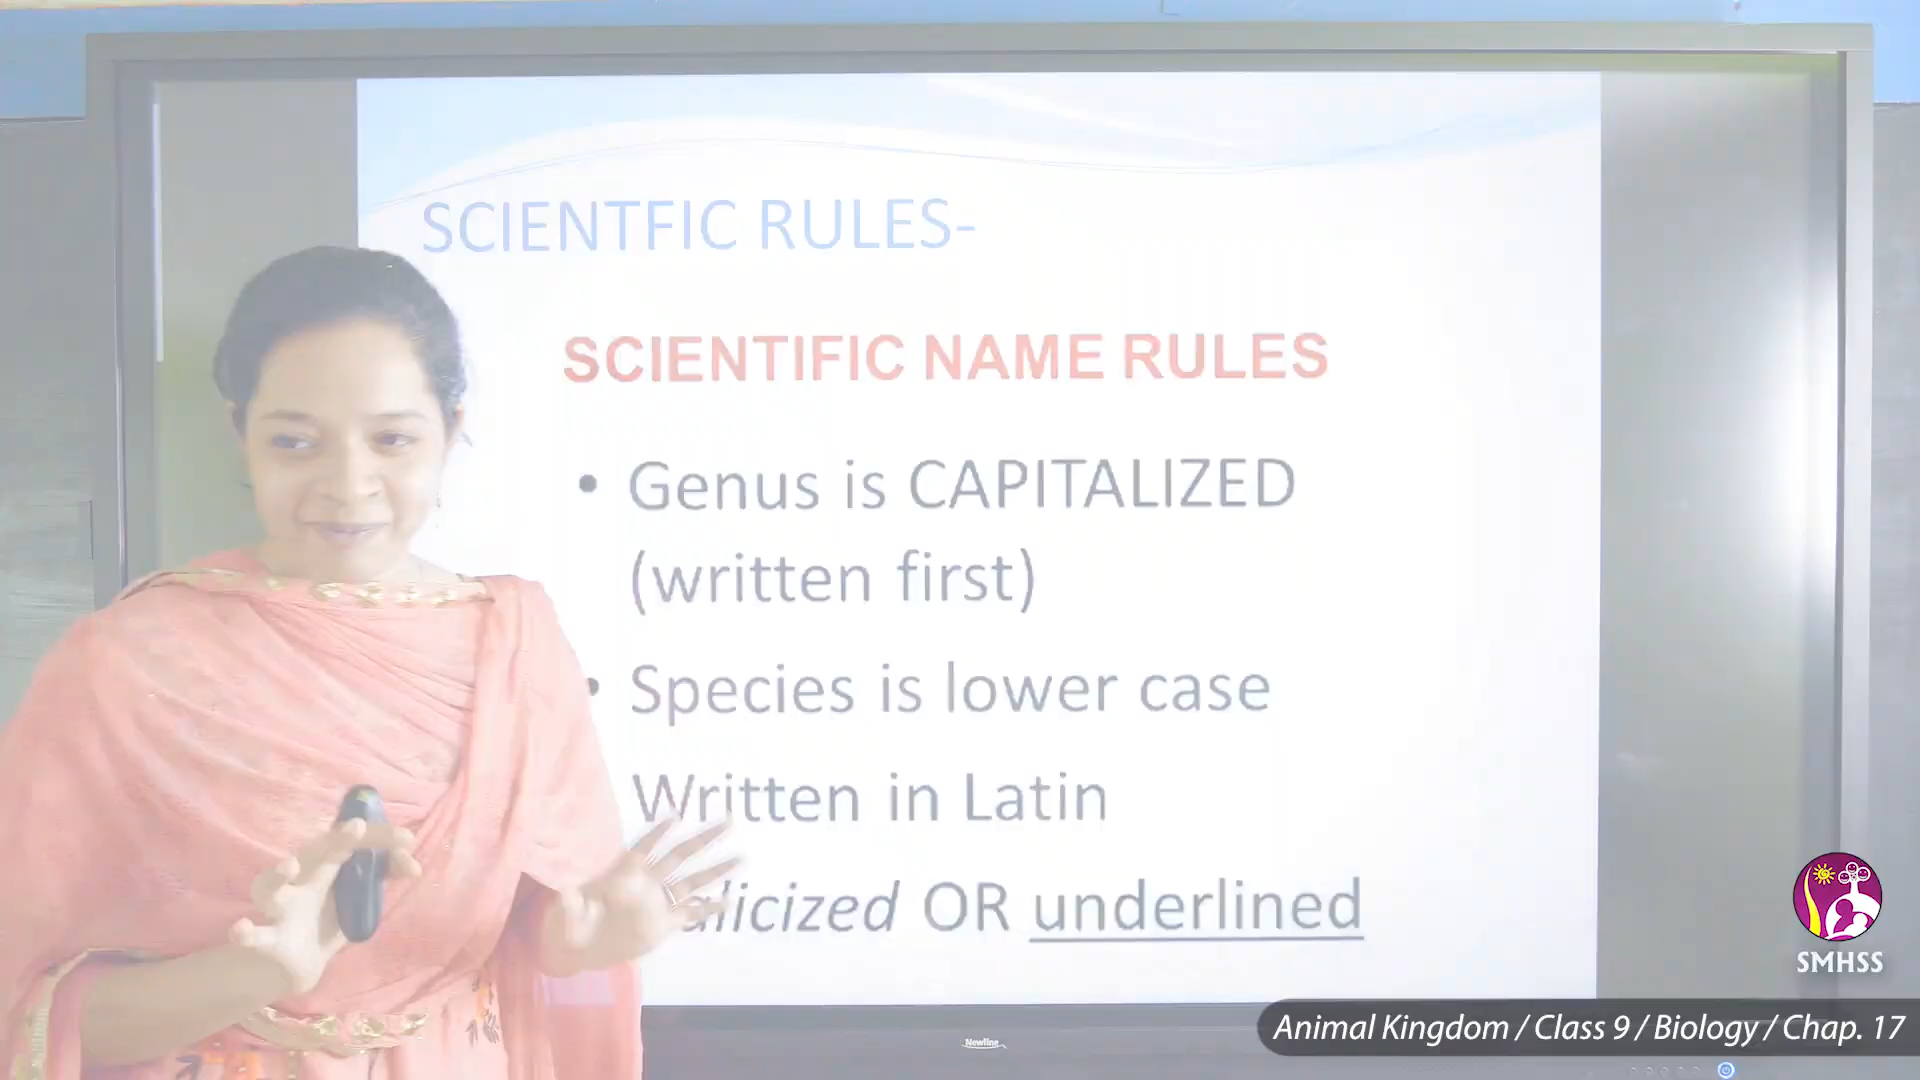 SCIENTFIC RULES-
SCIENTIFIC NAME RULES
• Genus is CAPITALIZED
(written first)
• Species is lower case
Written in Latin
OR underlined
SMHSS
Animal Kingdom / Class 9 / Biology / Chap. 17
Newline